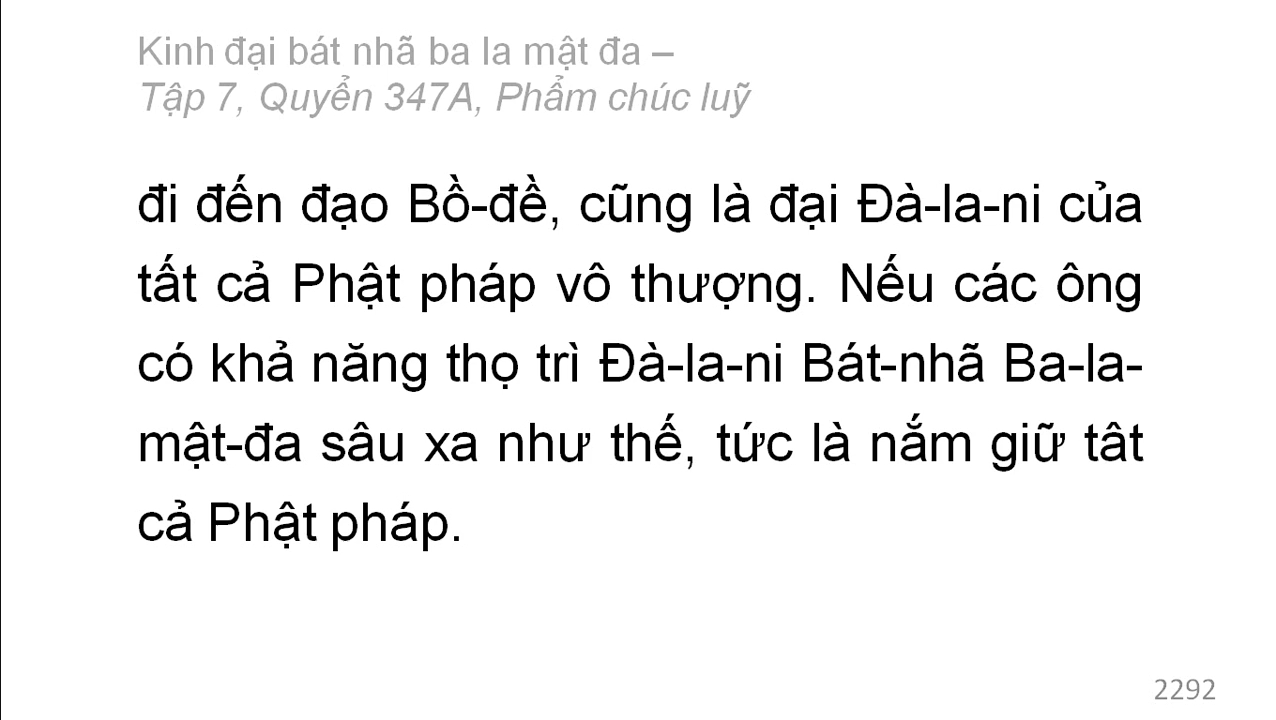 Kinh đại bát nhã ba la mật đa –
Tập 7, Quyển 347A, Phẩm chúc luỹ
đi đến đạo Bồ-đề, cũng là đại Đà-la-ni của
tất cả Phật pháp vô thượng. Nếu các ông
có khả năng thọ trì Đà-la-ni Bát-nhã Ba-la-
mật-đa sâu xa như thế, tức là nắm giữ tât
cả Phật pháp.
2292